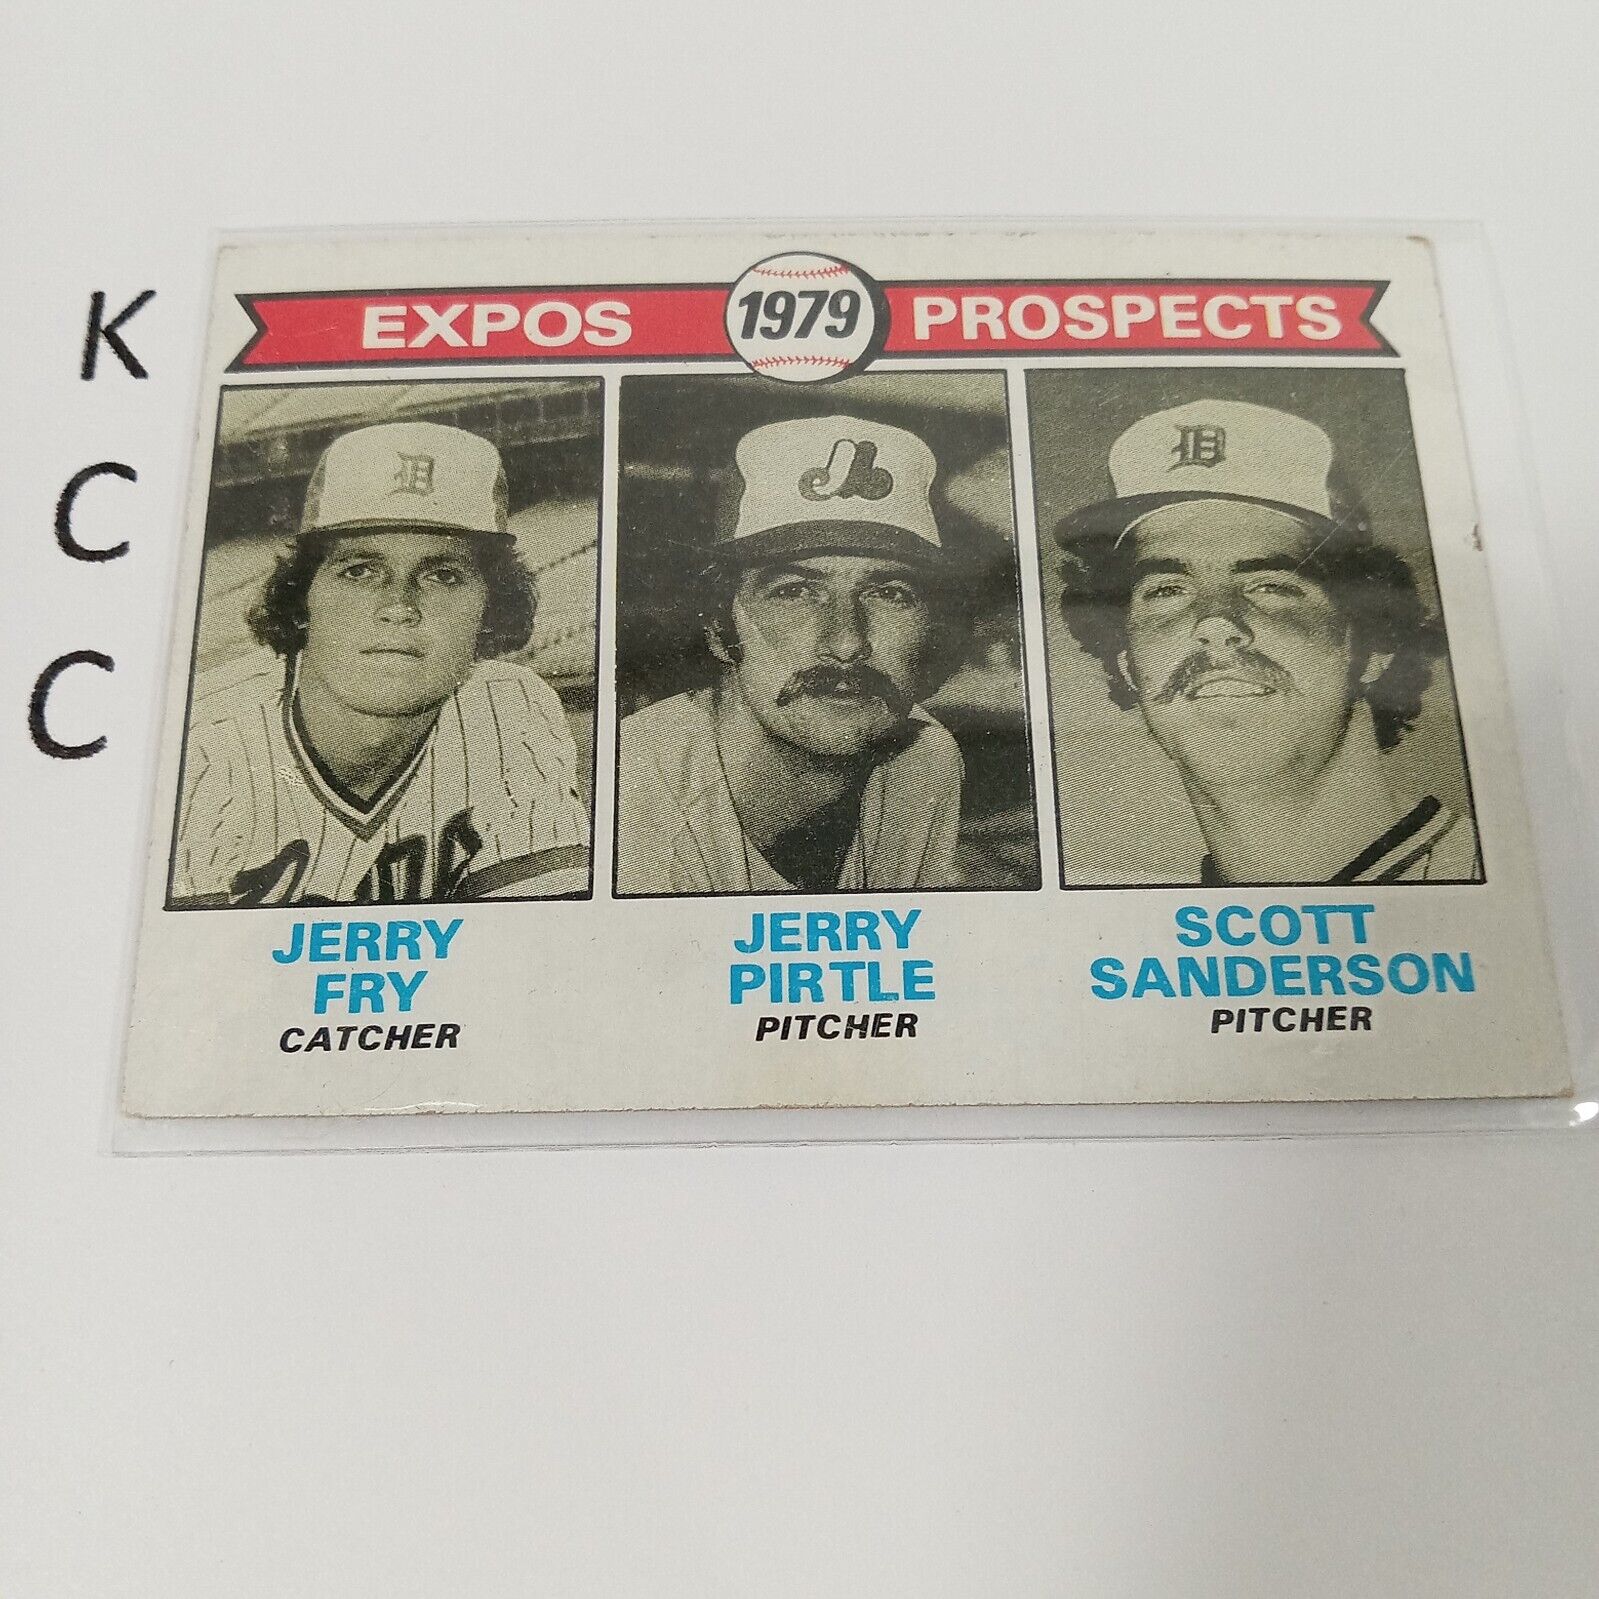 K
C
C
EXPOS 1979 PROSPECTS
D
D
JERRY FRY
CATCHER
JERRY PIRTLE
PITCHER
SCOTT SANDERSON
PITCHER